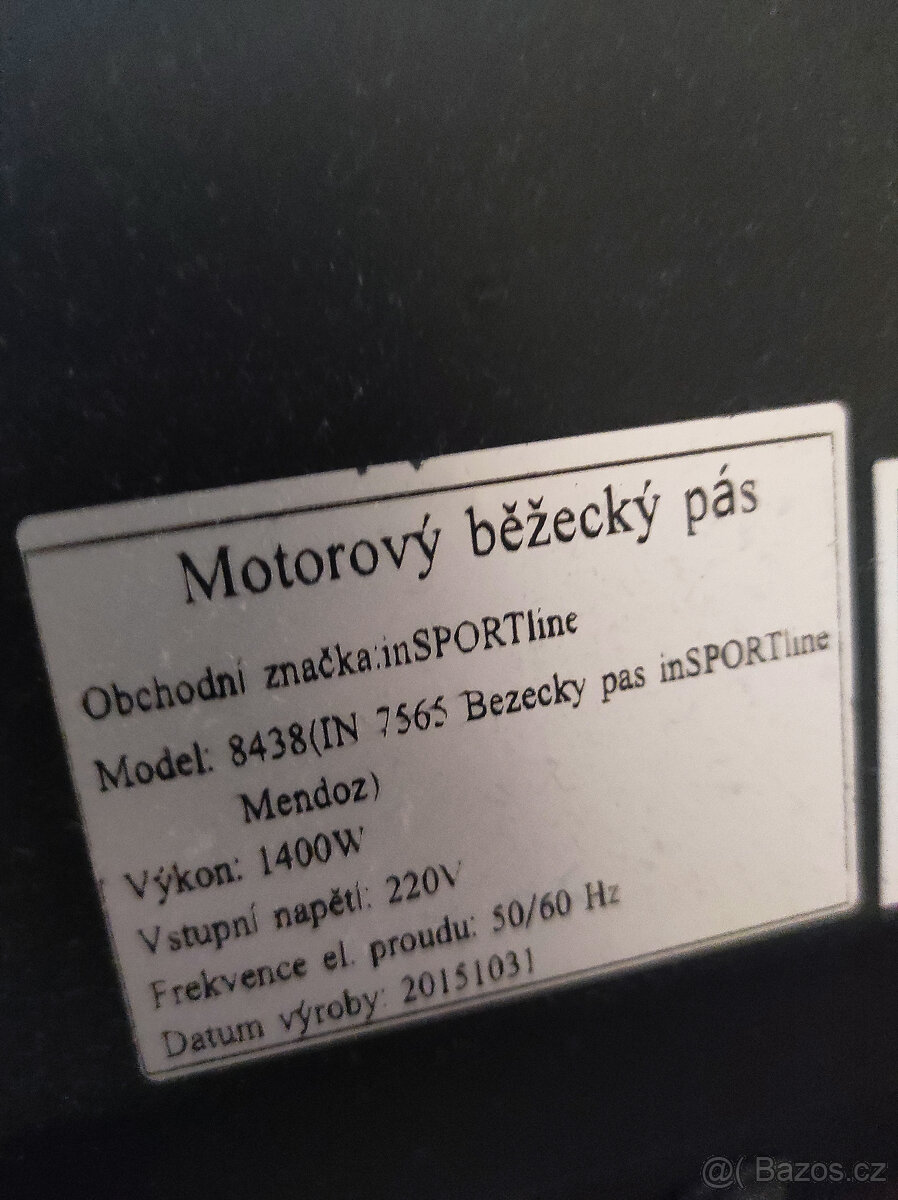 Motorový běžecký pás
Obchodní značka:inSPORTline
Model: 8438(IN 7565 Bezecky pas inSPORTline
Mendoz)
Výkon: 1400W
Vstupní napětí: 220V
Frekvence el. proudu: 50/60 Hz
Datum výroby: 20151031
@( Bazos.cz